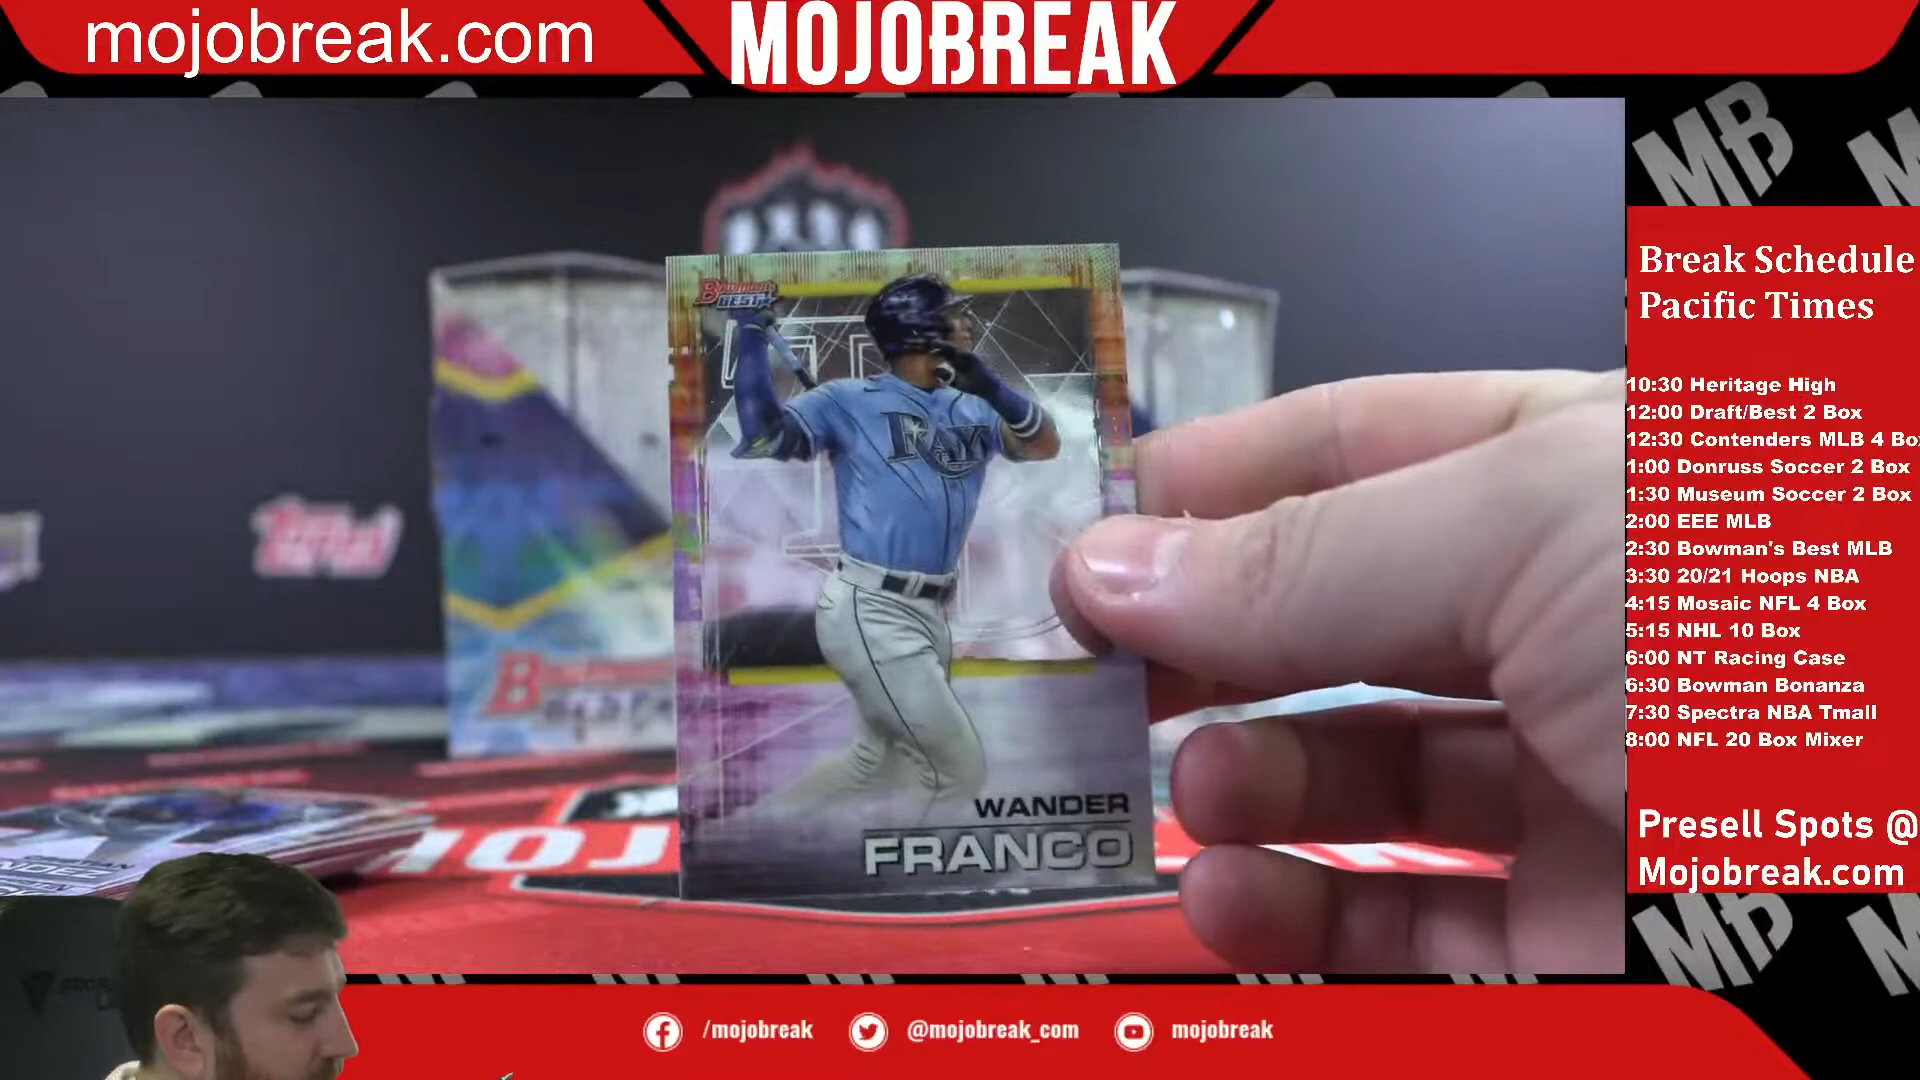 mojobreak.com
MOJOBREAK
MB
Break Schedule
Pacific Times
10:30 Heritage High
12:00 Draft/Best 2 Box
12:30 Contenders MLB 4 Box
1:00 Donruss Soccer 2 Box
1:30 Museum Soccer 2 Box
2:00 EEE MLB
2:30 Bowman's Best MLB
3:30 20/21 Hoops NBA
4:15 Mosaic NFL 4 Box
5:15 NHL 10 Box
6:00 NT Racing Case
6:30 Bowman Bonanza
7:30 Spectra NBA Tmall
8:00 NFL 20 Box Mixer
Presell Spots @
Mojobreak.com
MB
Topps
Bowman's
BEST
RAYS
WANDER
FRANCO
/mojobreak
@mojobreak_com
mojobreak